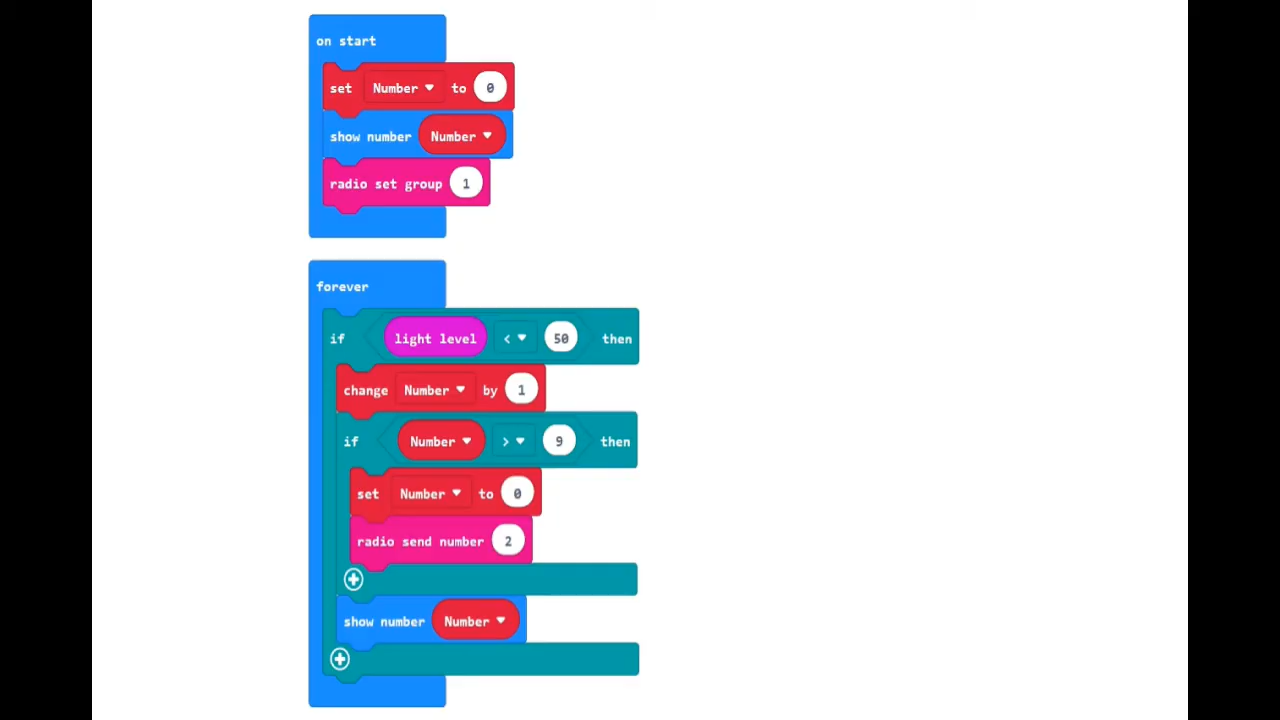 on start
set Number to 0
show number Number
radio set group 1
forever
if light level < 50 then
change Number by 1
if Number > 9 then
set Number to 0
radio send number 2
show number Number